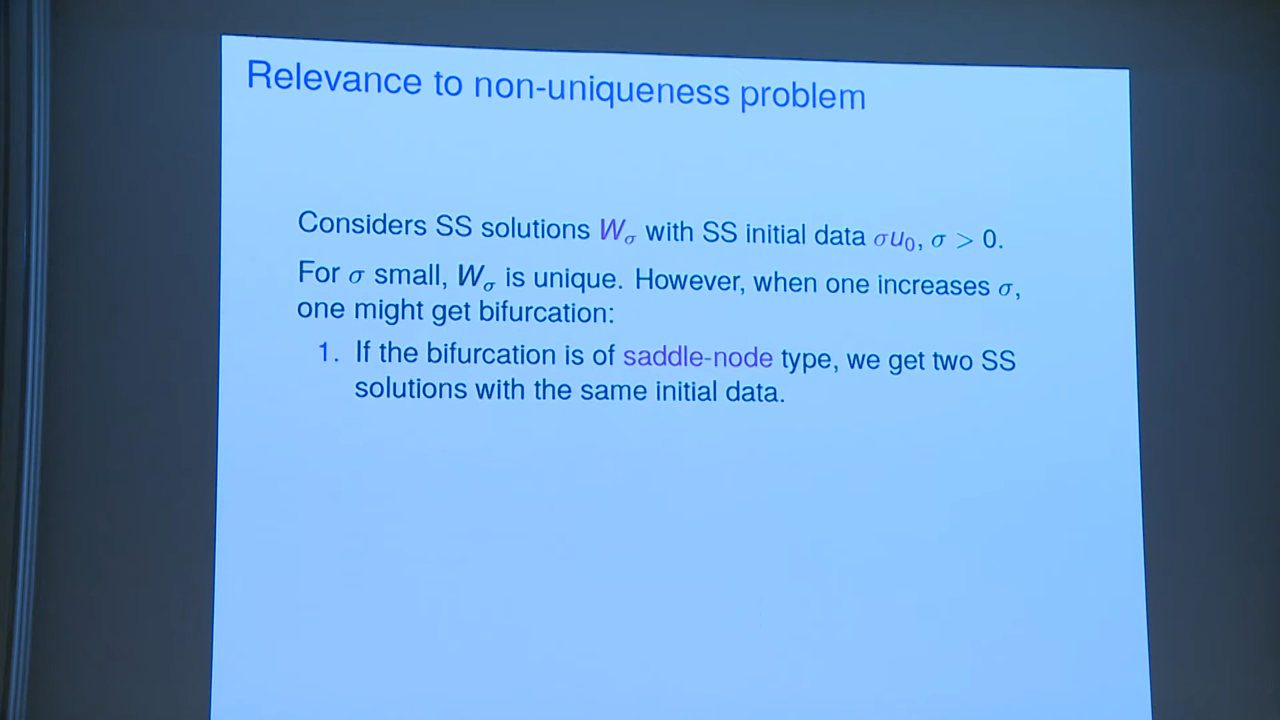 Relevance to non-uniqueness problem
Considers SS solutions W_σ with SS initial data σu_0, σ > 0.
For σ small, W_σ is unique. However, when one increases σ,
one might get bifurcation:
1. If the bifurcation is of saddle-node type, we get two SS
solutions with the same initial data.